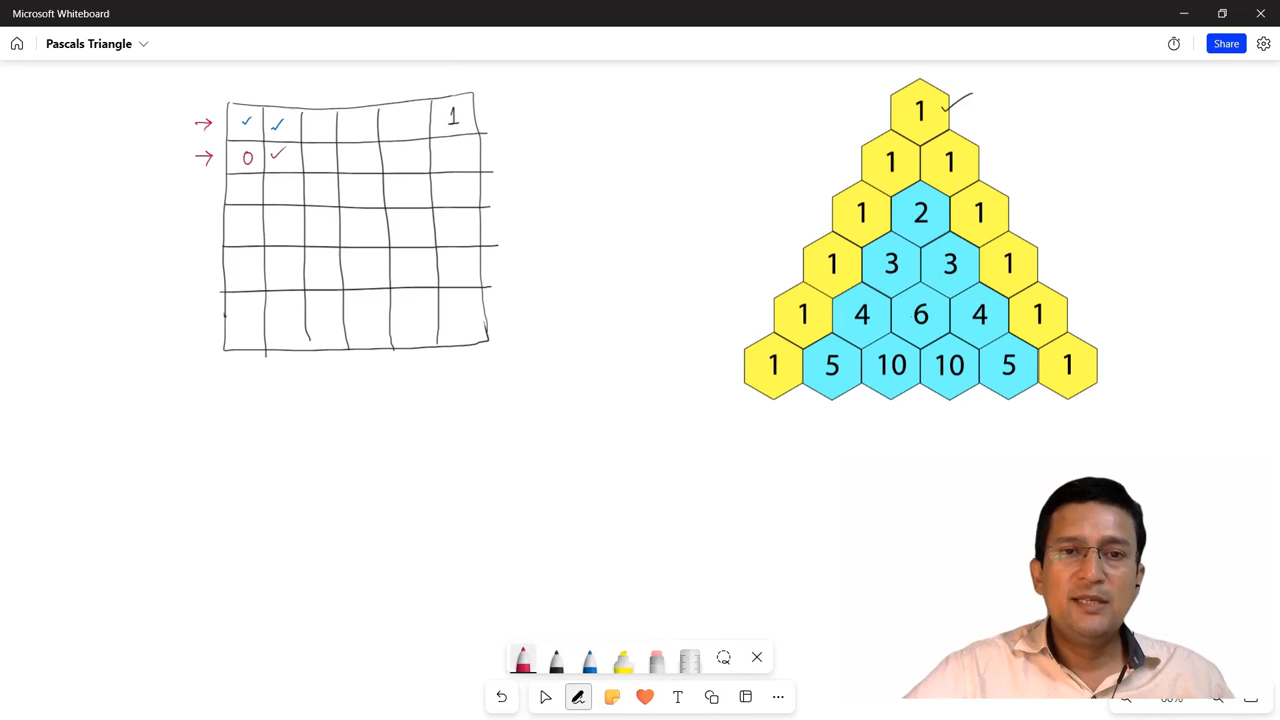 Microsoft Whiteboard
Pascals Triangle
Share
1
0
1
1 1
1 2 1
1 3 3 1
1 4 6 4 1
1 5 10 10 5 1
T